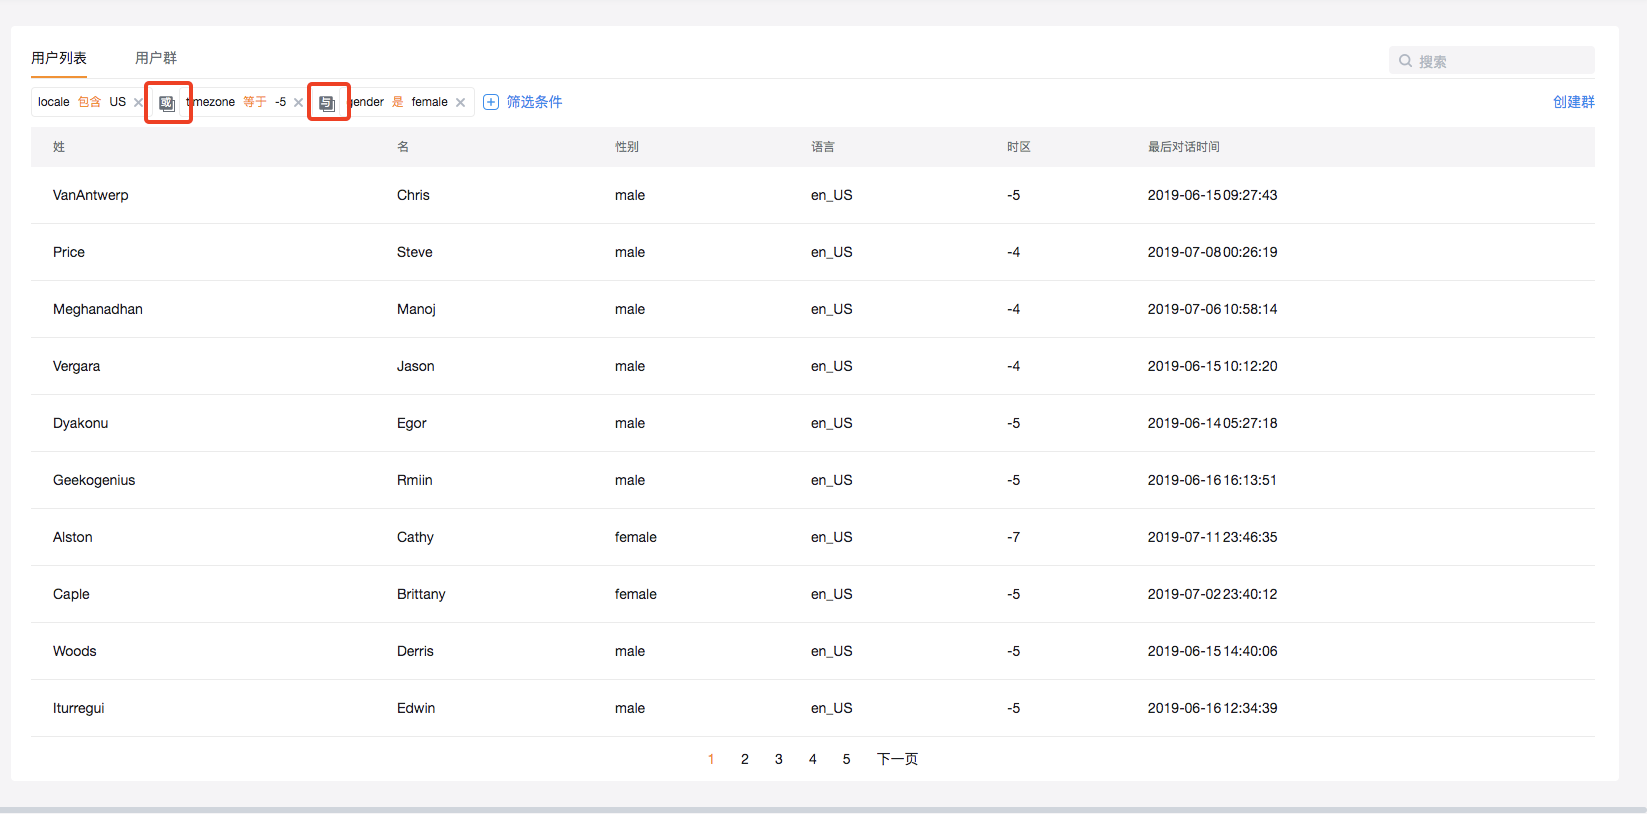 用户列表 用户群 搜索
locale 包含 US 或 timezone 等于 -5 与 gender 是 female 筛选条件 创建群
姓 名 性别 语言 时区 最后对话时间
VanAntwerp Chris male en_US -5 2019-06-15 09:27:43
Price Steve male en_US -4 2019-07-08 00:26:19
Meghanadhan Manoj male en_US -4 2019-07-06 10:58:14
Vergara Jason male en_US -4 2019-06-15 10:12:20
Dyakonu Egor male en_US -5 2019-06-14 05:27:18
Geekogenius Rmiin male en_US -5 2019-06-16 16:13:51
Alston Cathy female en_US -7 2019-07-11 23:46:35
Caple Brittany female en_US -5 2019-07-02 23:40:12
Woods Derris male en_US -5 2019-06-15 14:40:06
Iturregui Edwin male en_US -5 2019-06-16 12:34:39
1 2 3 4 5 下一页